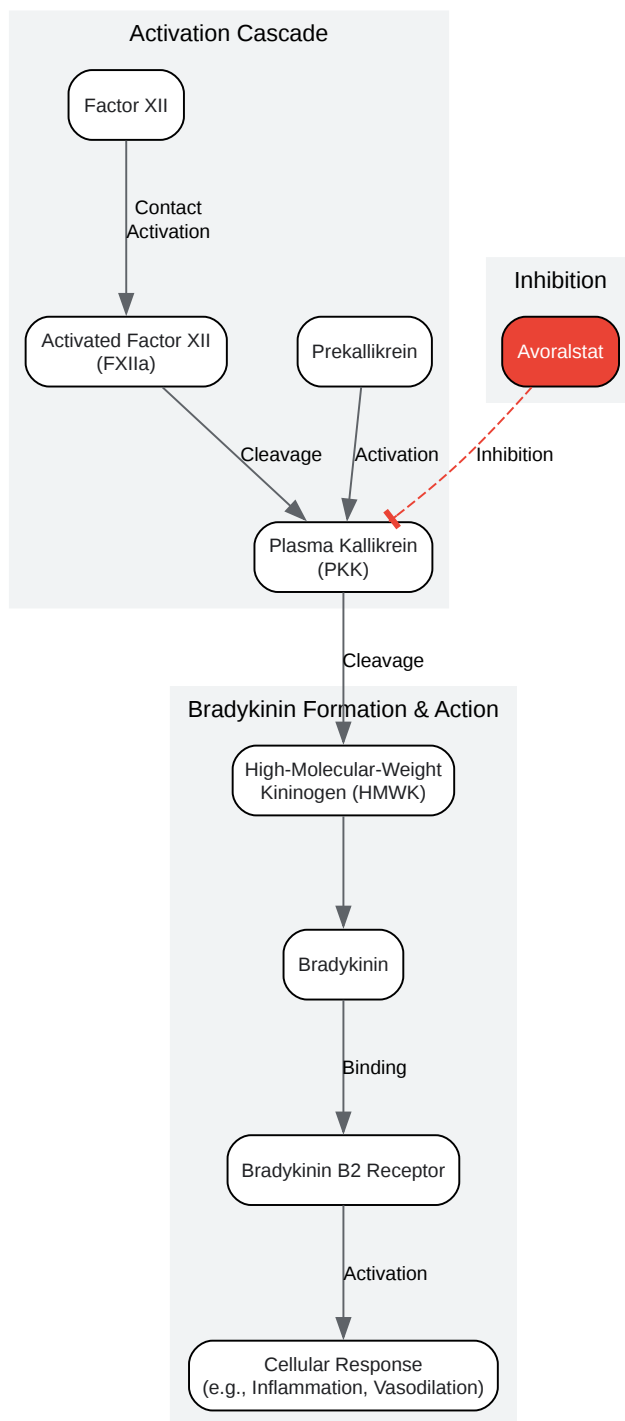 Activation Cascade
Factor XII
Contact
Activation
Inhibition
Activated Factor XII
(FXIIa)
Prekallikrein
Avoralstat
Cleavage
Activation
Inhibition
Plasma Kallikrein
(PKK)
Cleavage
Bradykinin Formation & Action
High-Molecular-Weight
Kininogen (HMWK)
Bradykinin
Binding
Bradykinin B2 Receptor
Activation
Cellular Response
(e.g., Inflammation, Vasodilation)